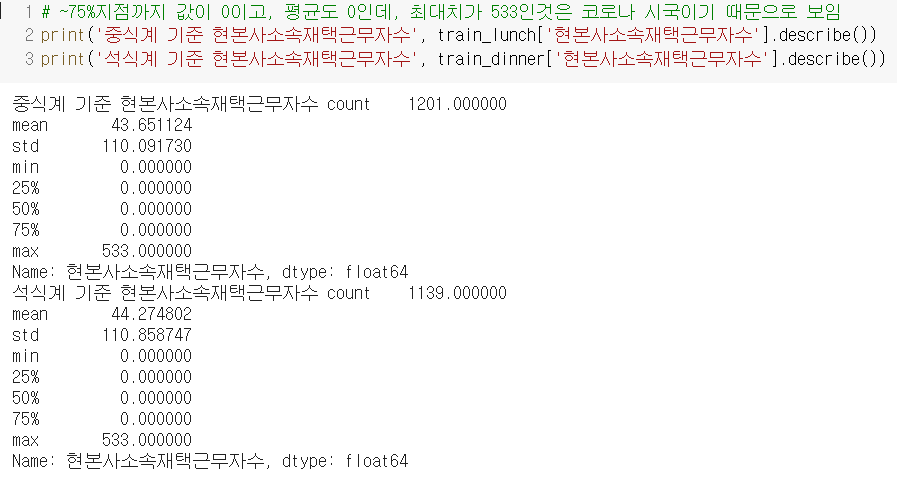 1 # ~75%지점까지 값이 0이고, 평균도 0인데, 최대치가 533인것은 코로나 시국이기 때문으로 보임
2 print('중식계 기준 현본사소속재택근무자수', train_lunch['현본사소속재택근무자수'].describe())
3 print('석식계 기준 현본사소속재택근무자수', train_dinner['현본사소속재택근무자수'].describe())
중식계 기준 현본사소속재택근무자수 count    1201.000000
mean       43.651124
std       110.091730
min         0.000000
25%         0.000000
50%         0.000000
75%         0.000000
max       533.000000
Name: 현본사소속재택근무자수, dtype: float64
석식계 기준 현본사소속재택근무자수 count    1139.000000
mean       44.274802
std       110.858747
min         0.000000
25%         0.000000
50%         0.000000
75%         0.000000
max       533.000000
Name: 현본사소속재택근무자수, dtype: float64